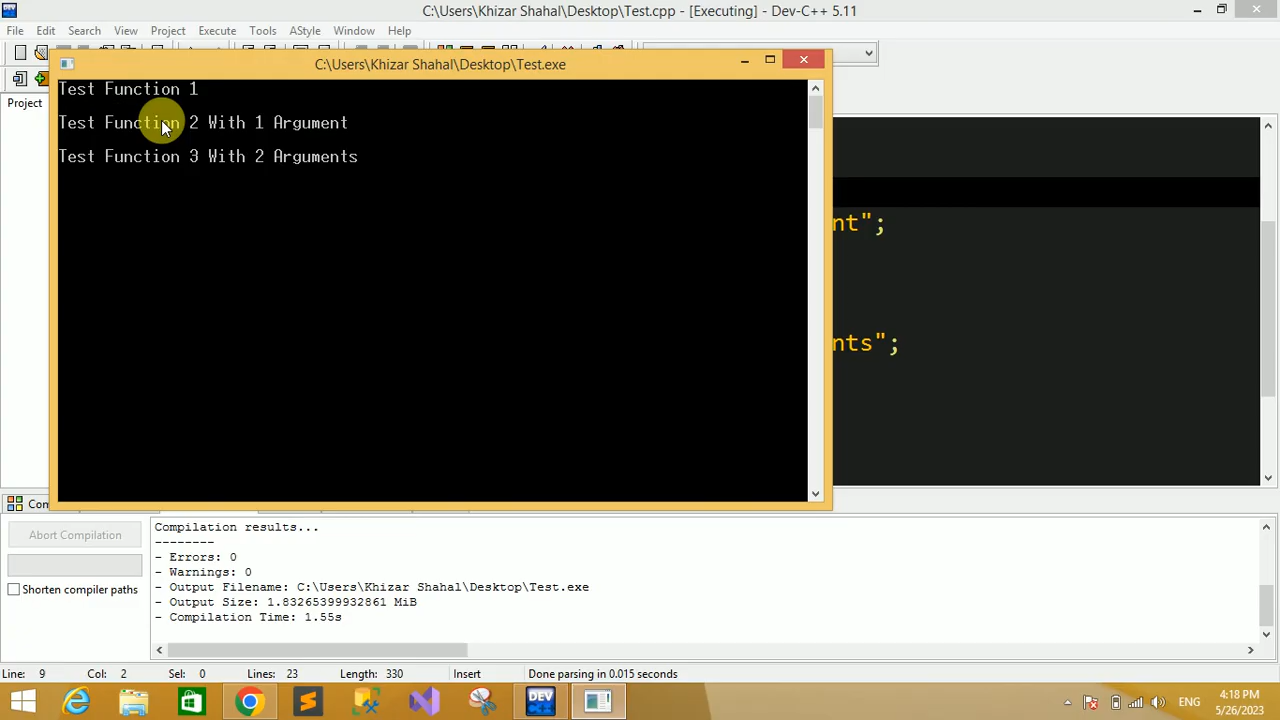 C:\Users\Khizar Shahal\Desktop\Test.cpp - [Executing] - Dev-C++ 5.11
File Edit Search View Project Execute Tools AStyle Window Help
C:\Users\Khizar Shahal\Desktop\Test.exe
Project
Test Function 1
Test Function 2 With 1 Argument
Test Function 3 With 2 Arguments
nt";
nts";
Com
Abort Compilation
Shorten compiler paths
Compilation results...
--------
- Errors: 0
- Warnings: 0
- Output Filename: C:\Users\Khizar Shahal\Desktop\Test.exe
- Output Size: 1.83265399932861 MiB
- Compilation Time: 1.55s
Line: 9 Col: 2 Sel: 0 Lines: 23 Length: 330 Insert Done parsing in 0.015 seconds
DEV
ENG
4:18 PM
5/26/2023